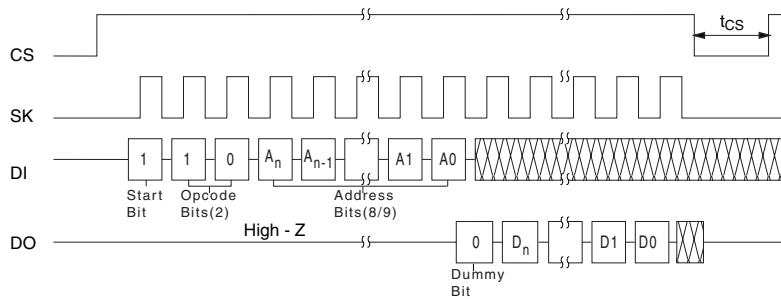 tCS
CS
SK
DI
1 1 0 An An-1 A1 A0
Start Bit
Opcode Bits(2)
Address Bits(8/9)
High - Z
DO
0 Dn D1 D0
Dummy Bit